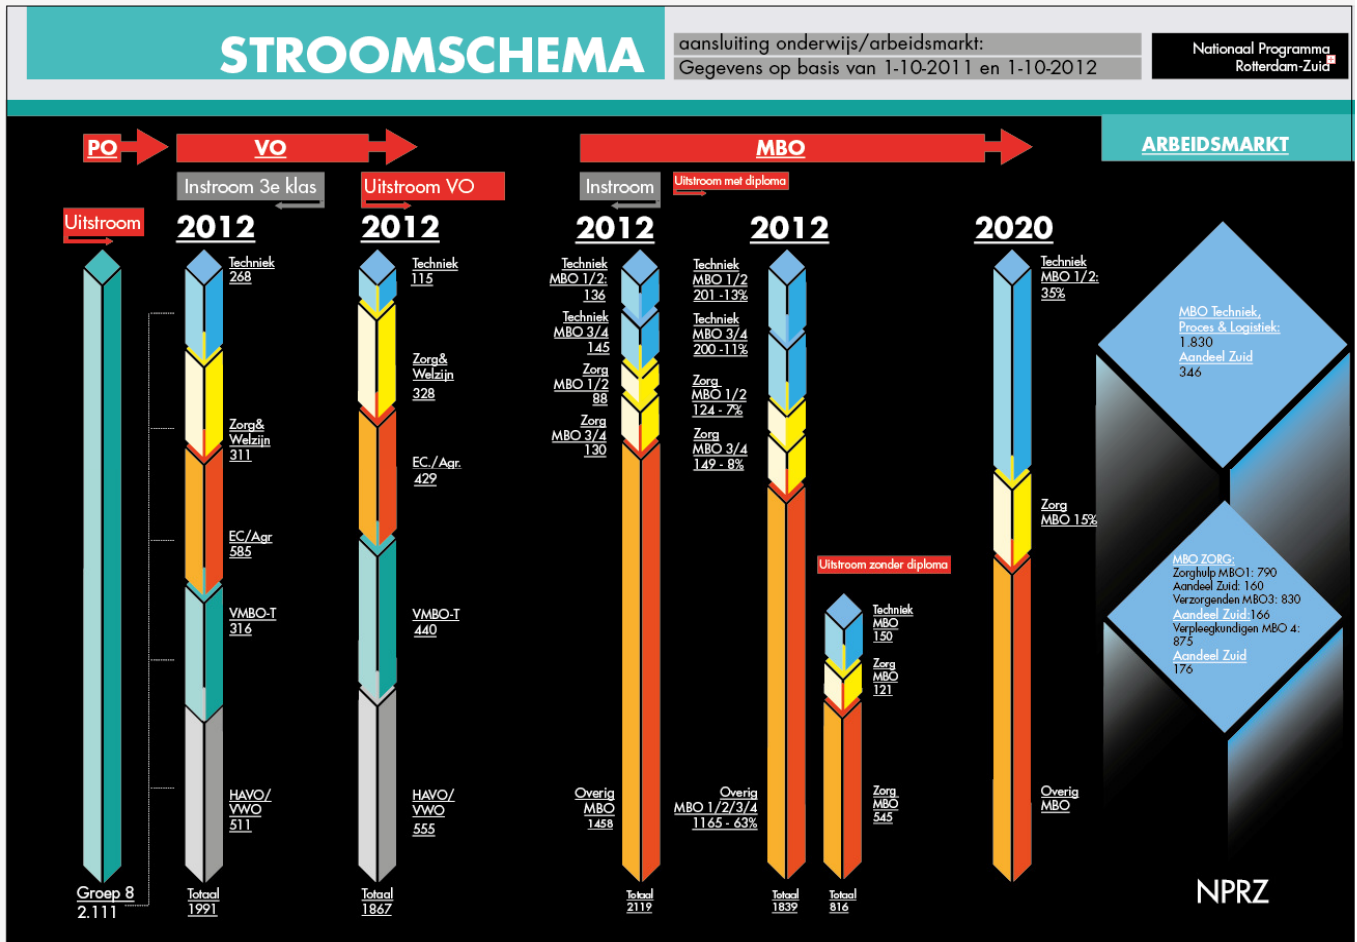 STROOMSCHEMA
aansluiting onderwijs/arbeidsmarkt:
Gegevens op basis van 1-10-2011 en 1-10-2012
Nationaal Programma
Rotterdam-Zuid
PO
VO
MBO
ARBEIDSMARKT
Uitstroom
Instroom 3e klas
Uitstroom VO
Instroom
Uitstroom met diploma
2012
2012
2012
2012
2020
Groep 8
2.111
Techniek
268
Zorg&
Welzijn
311
EC/Agr
585
VMBO-T
316
HAVO/
VWO
511
Totaal
1991
Techniek
115
Zorg&
Welzijn
328
EC./Agr.
429
VMBO-T
440
HAVO/
VWO
555
Totaal
1867
Techniek
MBO 1/2:
136
Techniek
MBO 3/4
145
Zorg
MBO 1/2
88
Zorg
MBO 3/4
130
Overig
MBO
1458
Totaal
2119
Techniek
MBO 1/2
201 -13%
Techniek
MBO 3/4
200 -11%
Zorg
MBO 1/2
124 - 7%
Zorg
MBO 3/4
149 - 8%
Overig
MBO 1/2/3/4
1165 - 63%
Totaal
1839
Uitstroom zonder diploma
Techniek
MBO
150
Zorg
MBO
121
Zorg
MBO
545
Totaal
816
Techniek
MBO 1/2:
35%
Zorg
MBO 15%
Overig
MBO
MBO Techniek,
Proces & Logistiek:
1.830
Aandeel Zuid
346
MBO ZORG:
Zorghulp MBO1: 790
Aandeel Zuid: 160
Verzorgenden MBO3: 830
Aandeel Zuid:166
Verpleegkundigen MBO 4:
875
Aandeel Zuid
176
NPRZ